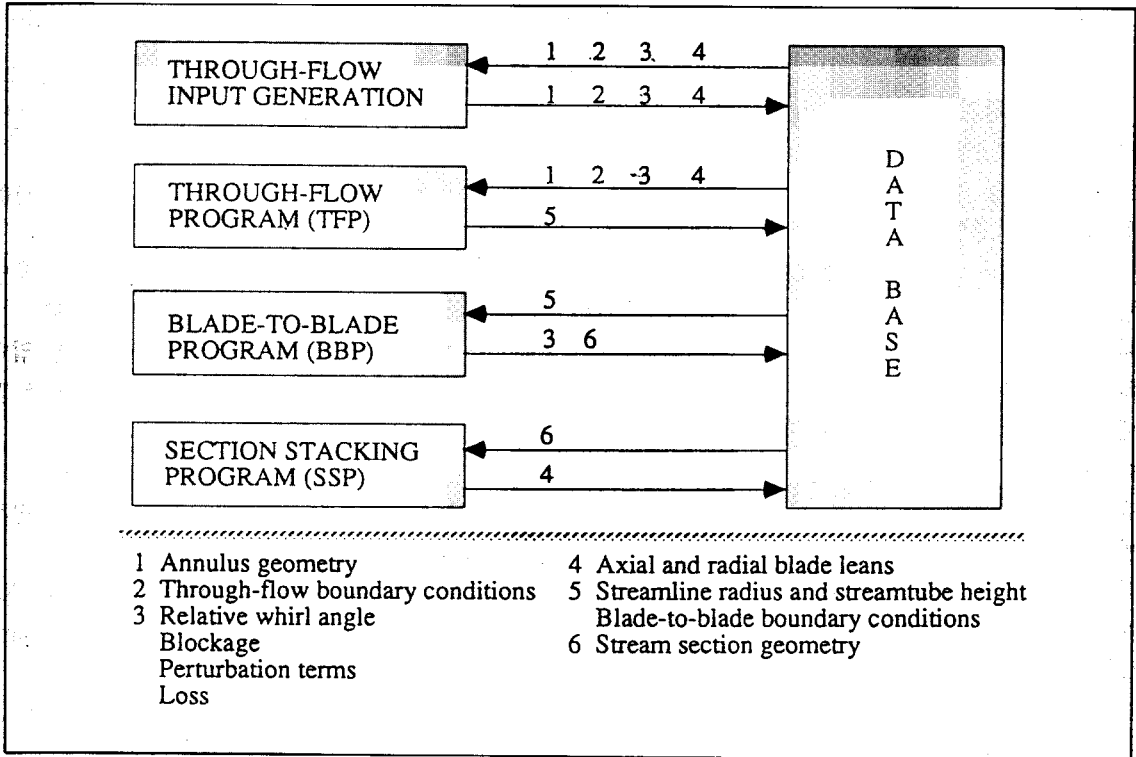 THROUGH-FLOW
INPUT GENERATION
1 2 3 4
1 2 3 4
THROUGH-FLOW
PROGRAM (TFP)
1 2 3 4
5
BLADE-TO-BLADE
PROGRAM (BBP)
5
3 6
SECTION STACKING
PROGRAM (SSP)
6
4
DATA BASE
1 Annulus geometry
2 Through-flow boundary conditions
3 Relative whirl angle
Blockage
Perturbation terms
Loss
4 Axial and radial blade leans
5 Streamline radius and streamtube height
Blade-to-blade boundary conditions
6 Stream section geometry